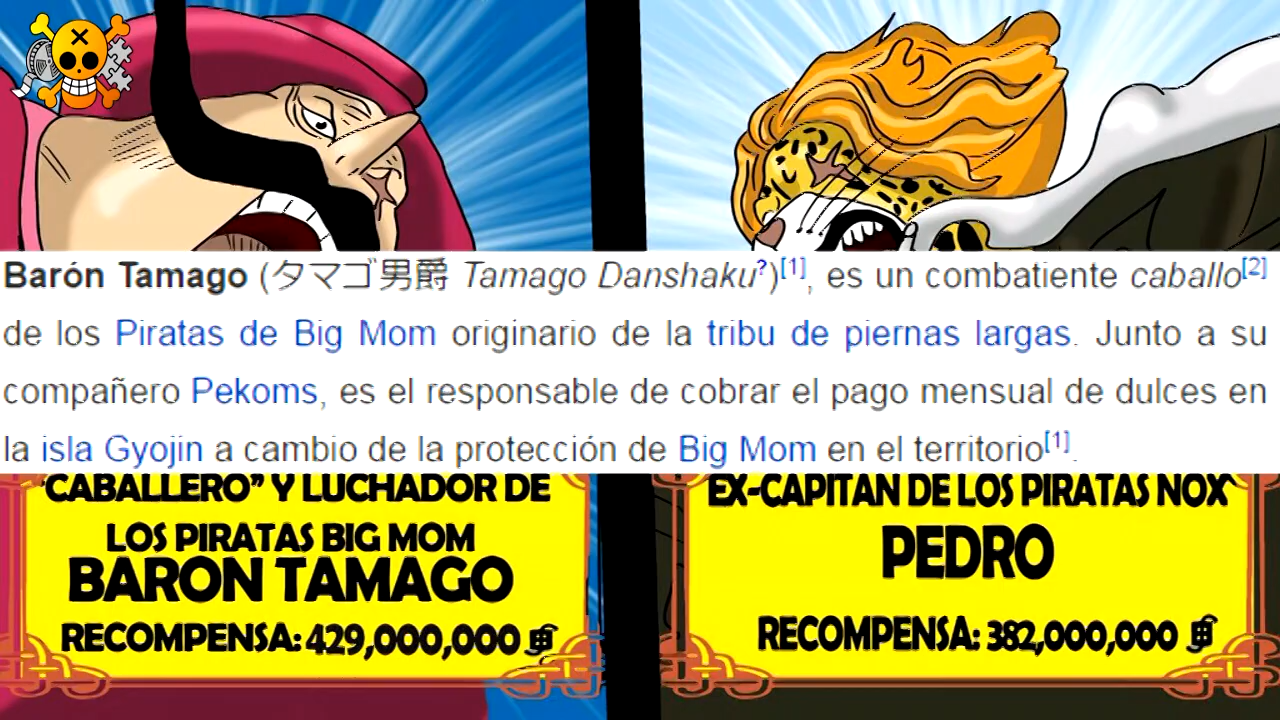 Barón Tamago (タマゴ男爵 Tamago Danshaku?)[1], es un combatiente caballo[2]
de los Piratas de Big Mom originario de la tribu de piernas largas. Junto a su
compañero Pekoms, es el responsable de cobrar el pago mensual de dulces en
la isla Gyojin a cambio de la protección de Big Mom en el territorio[1].
"CABALLERO" Y LUCHADOR DE
LOS PIRATAS BIG MOM
BARON TAMAGO
RECOMPENSA: 429,000,000
EX-CAPITAN DE LOS PIRATAS NOX
PEDRO
RECOMPENSA: 382,000,000